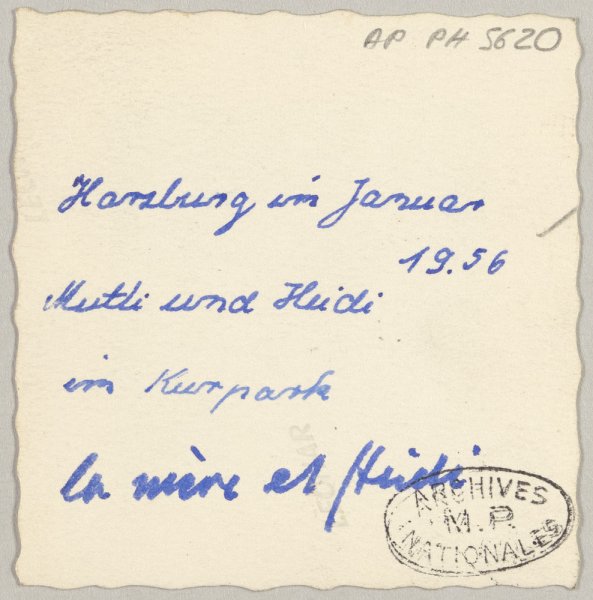 AP PH 5620
Harzburg im Januar
19.56
Mutti und Heidi
im Kurpark
la mère et Heidi
ARCHIVES
M.P.
NATIONALES